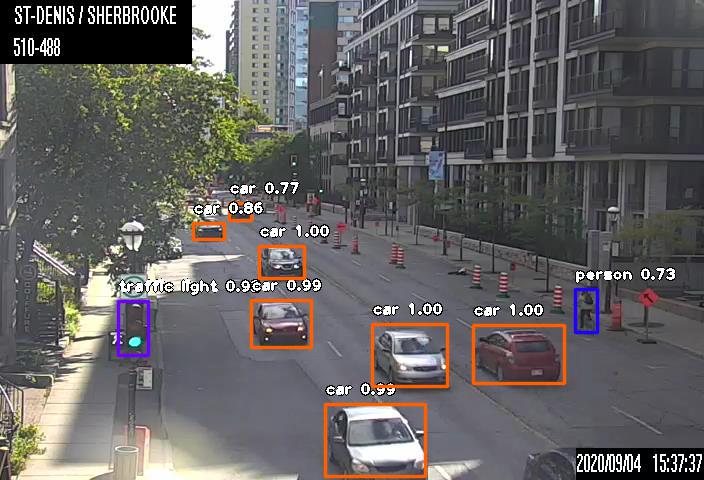 ST-DENIS / SHERBROOKE
510-488
car 0.77
car 0.86
car 1.00
traffic light 0.9
car 0.99
person 0.73
car 1.00
car 1.00
car 0.99
2020/09/04 15:37:37